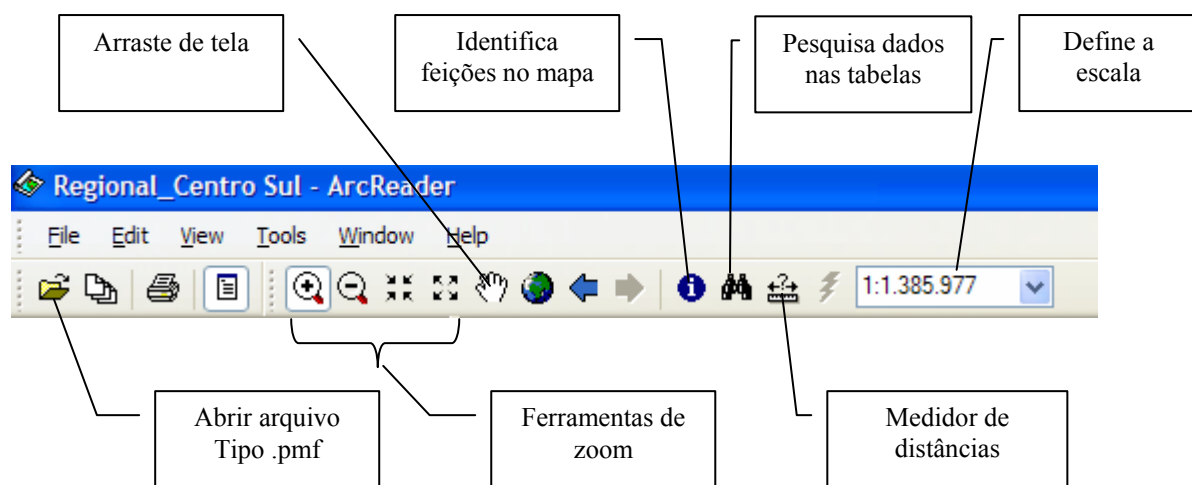 Arraste de tela
Identifica
feições no mapa
Pesquisa dados
nas tabelas
Define a
escala
Regional_Centro Sul - ArcReader
File Edit View Tools Window Help
1:1.385.977
Abrir arquivo
Tipo .pmf
Ferramentas de
zoom
Medidor de
distâncias